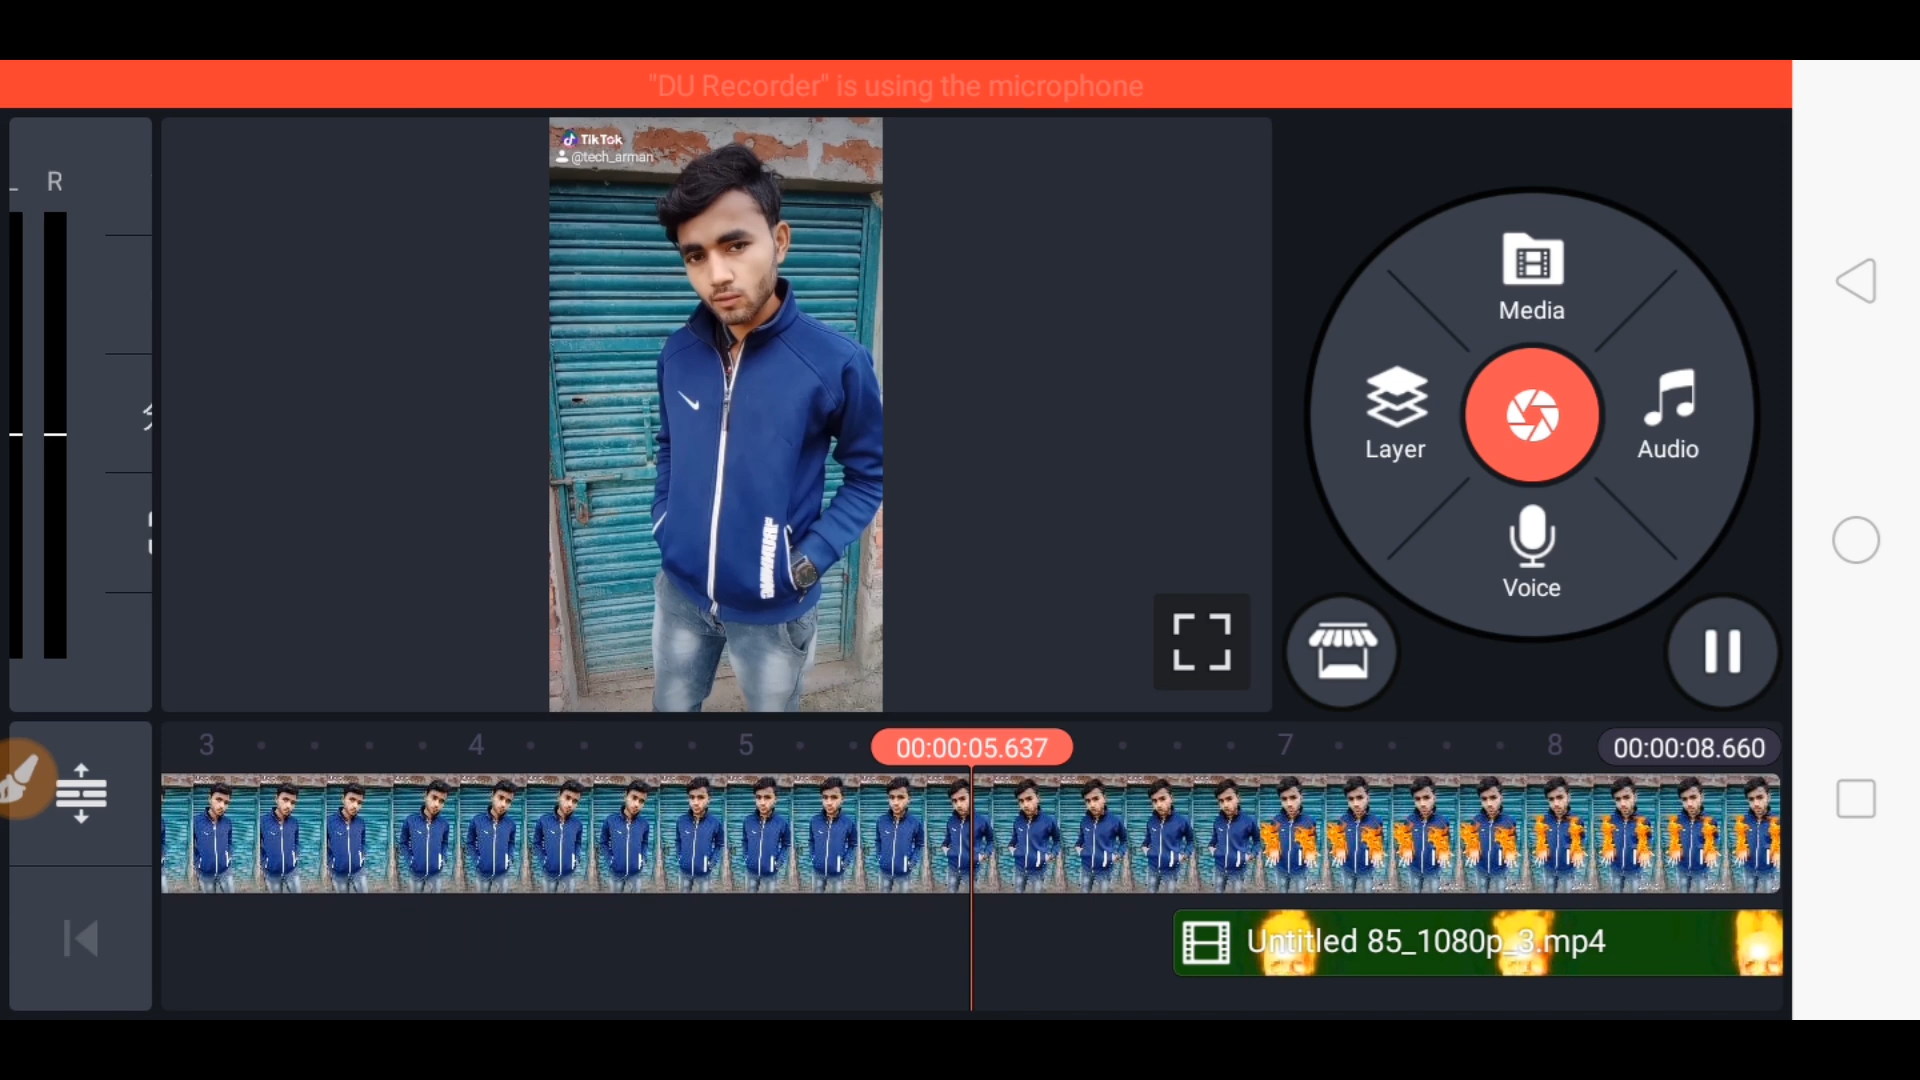 "DU Recorder" is using the microphone
TikTok
@tech_arman
R
Media
Layer
Audio
Voice
3
4
5
00:00:05.637
7
8
00:00:08.660
Untitled 85_1080p_3.mp4